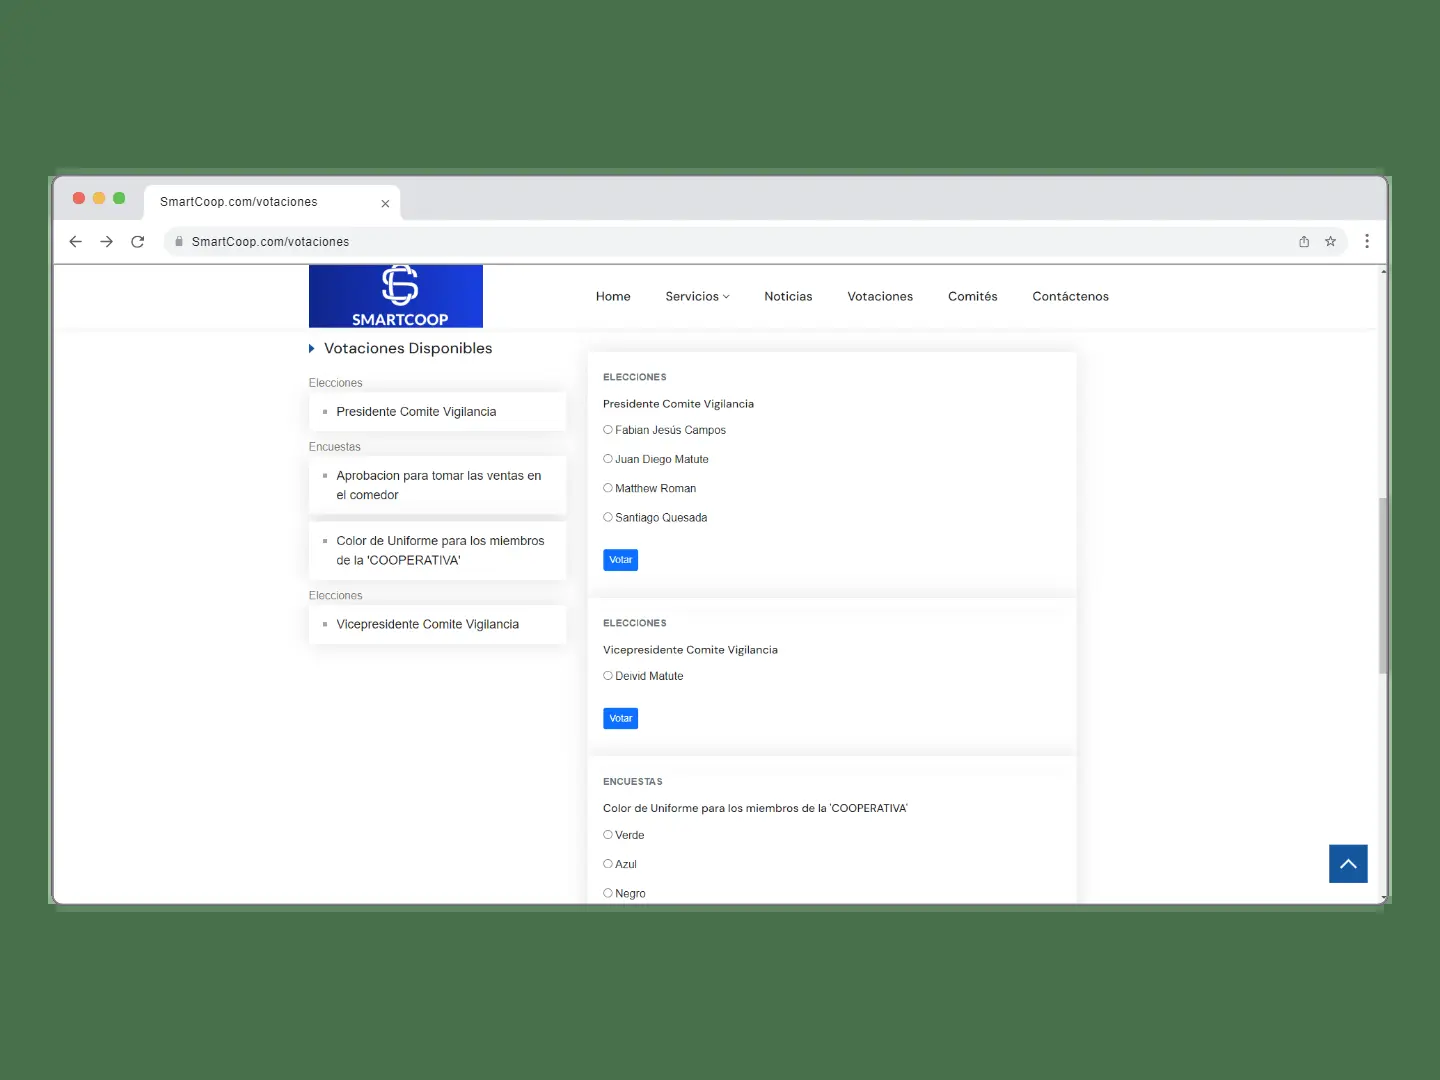 SmartCoop.com/votaciones
SmartCoop.com/votaciones
SMARTCOOP
Home Servicios Noticias Votaciones Comités Contáctenos
Votaciones Disponibles
Elecciones
Presidente Comite Vigilancia
Encuestas
Aprobacion para tomar las ventas en
el comedor
Color de Uniforme para los miembros
de la 'COOPERATIVA'
Elecciones
Vicepresidente Comite Vigilancia
ELECCIONES
Presidente Comite Vigilancia
Fabian Jesús Campos
Juan Diego Matute
Matthew Roman
Santiago Quesada
Votar
ELECCIONES
Vicepresidente Comite Vigilancia
Deivid Matute
Votar
ENCUESTAS
Color de Uniforme para los miembros de la 'COOPERATIVA'
Verde
Azul
Negro